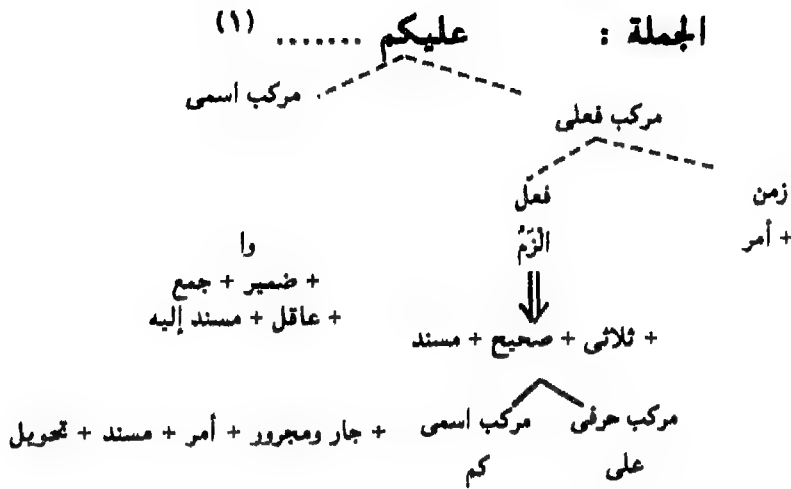 الجملة : عليكم ....... (١)
مركب فعلى مركب اسمى
زمن فعل
+ أمر الْزَمُ
وا
+ ضمير + جمع
+ عاقل + مسند إليه
+ ثلاثى + صحيح + مسند
مركب حرفى مركب اسمى + جار ومجرور + أمر + مسند + تحويل
على كم